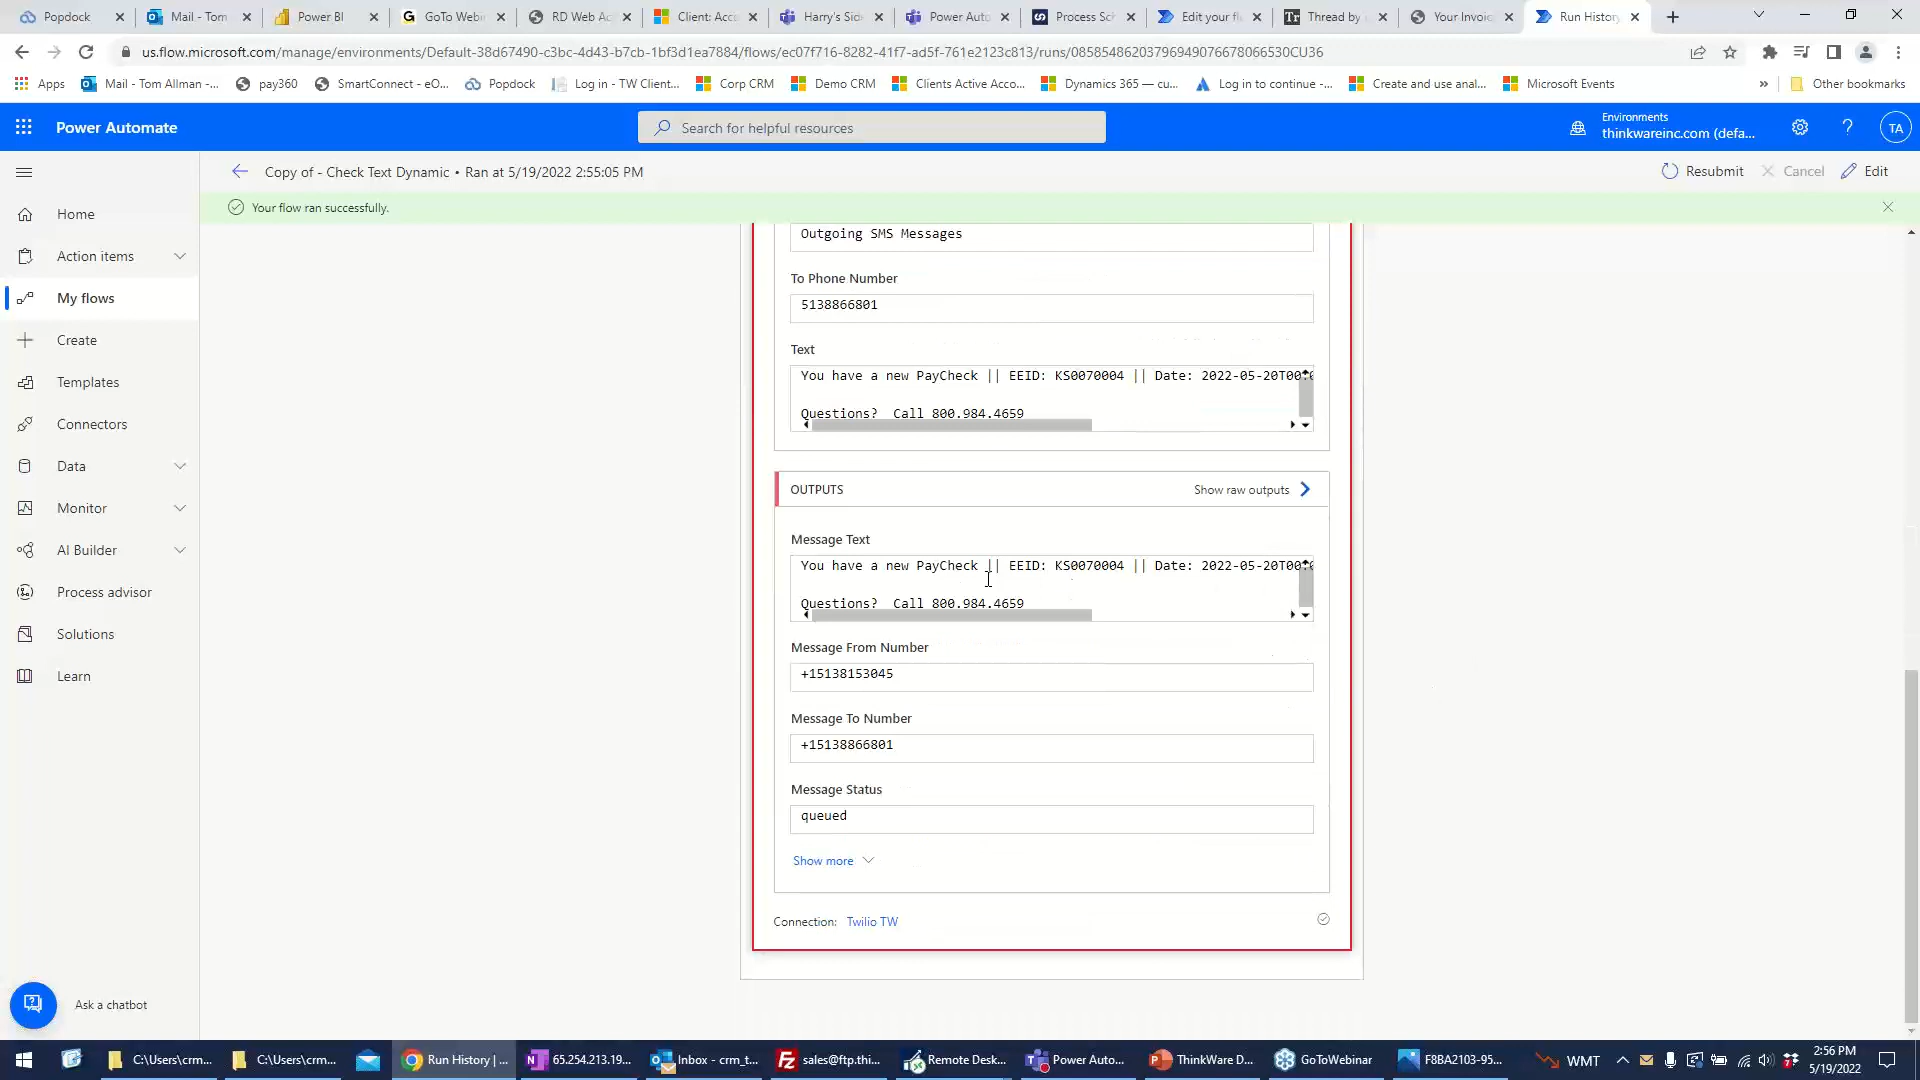 Popdock
Mail - Tom
Power BI
GoTo Webi
RD Web Ac
Client: Acc
Harry's Sid
Power Auto
Process Sch
Edit your fl
Thread by
Your Invoic
Run Histor
us.flow.microsoft.com/manage/environments/Default-38d67490-c3bc-4d43-b7cb-1bf3d1ea7884/flows/ec07f716-8282-41f7-ad5f-761e2123c813/runs/08585486203796949076678066530CU36
Apps
Mail - Tom Allman -...
pay360
SmartConnect - eO...
Popdock
Log in - TW Client...
Corp CRM
Demo CRM
Clients Active Acco...
Dynamics 365 — cu...
Log in to continue -...
Create and use anal...
Microsoft Events
»
Other bookmarks
Power Automate
Search for helpful resources
Environments
thinkwareinc.com (defa...
TA
Copy of - Check Text Dynamic • Ran at 5/19/2022 2:55:05 PM
Resubmit
Cancel
Edit
Your flow ran successfully.
Home
Action items
My flows
Create
Templates
Connectors
Data
Monitor
AI Builder
Process advisor
Solutions
Learn
Ask a chatbot
Outgoing SMS Messages
To Phone Number
5138866801
Text
You have a new PayCheck || EEID: KS0070004 || Date: 2022-05-20T00:
Questions?  Call 800.984.4659
OUTPUTS
Show raw outputs
Message Text
You have a new PayCheck || EEID: KS0070004 || Date: 2022-05-20T00:
Questions?  Call 800.984.4659
Message From Number
+15138153045
Message To Number
+15138866801
Message Status
queued
Show more
Connection: Twilio TW
C:\Users\crm...
C:\Users\crm...
Run History | ...
65.254.213.19...
Inbox - crm_t...
sales@ftp.thi...
Remote Desk...
Power Auto...
ThinkWare D...
GoToWebinar
F8BA2103-95...
WMT
2:56 PM
5/19/2022